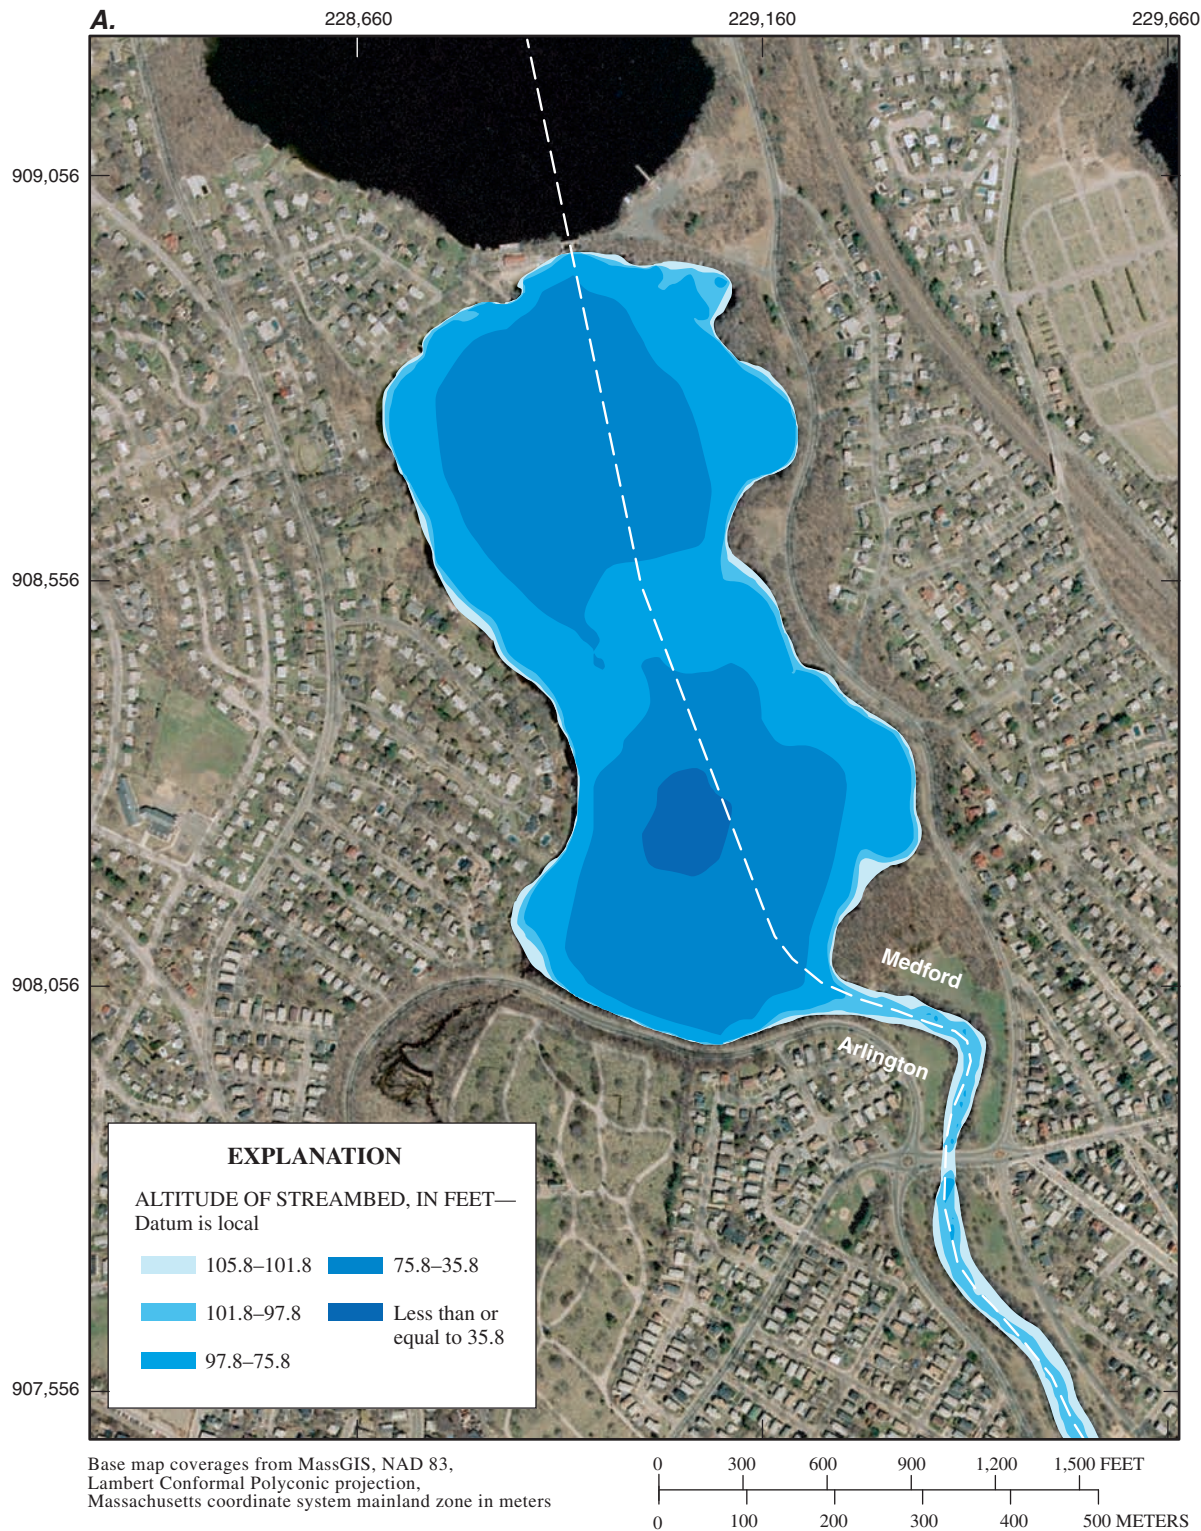 A.
228,660
229,160
229,660
909,056
908,556
908,056
907,556
Medford
Arlington
EXPLANATION
ALTITUDE OF STREAMBED, IN FEET—
Datum is local
105.8–101.8
75.8–35.8
101.8–97.8
Less than or
equal to 35.8
97.8–75.8
Base map coverages from MassGIS, NAD 83,
Lambert Conformal Polyconic projection,
Massachusetts coordinate system mainland zone in meters
0 300 600 900 1,200 1,500 FEET
0 100 200 300 400 500 METERS